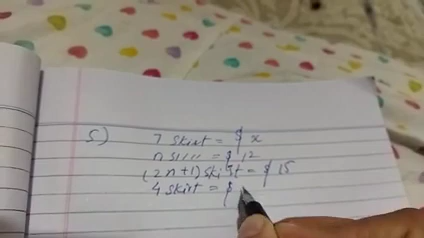 5) 7 skirt = $ x
n = $ 12
(2n+1) skirt = $ 15
4 skirt = $